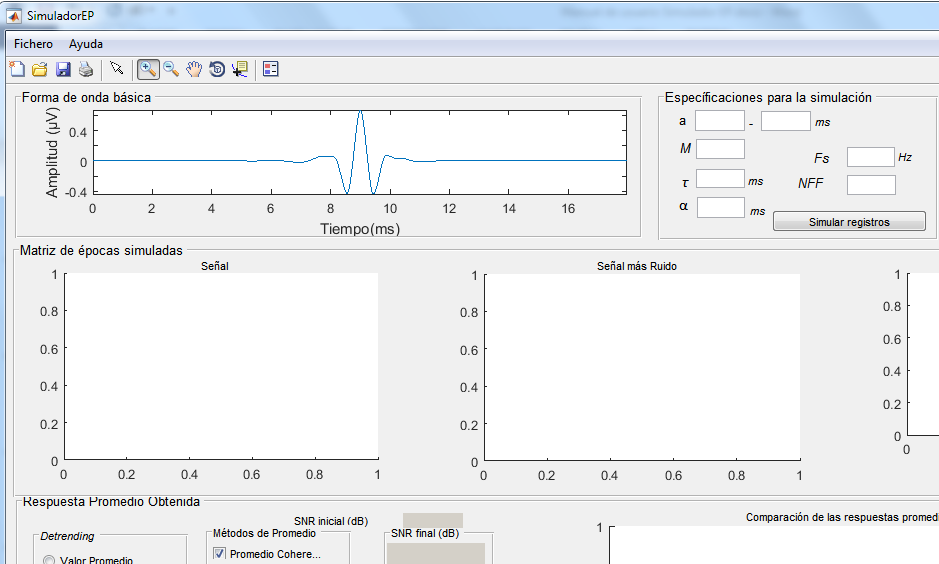 SimuladorEP
Fichero Ayuda
Forma de onda básica
Amplitud (µV)
0.4
0
-0.4
0 2 4 6 8 10 12 14 16
Tiempo(ms)
Especificaciones para la simulación
a - ms
M
Fs Hz
τ ms
NFF
α ms
Simular registros
Matriz de épocas simuladas
Señal
1
0.8
0.6
0.4
0.2
0
0 0.2 0.4 0.6 0.8 1
Señal más Ruido
1
0.8
0.6
0.4
0.2
0
0 0.2 0.4 0.6 0.8 1
1
0.8
0.6
0.4
0.2
0
0
Respuesta Promedio Obtenida
SNR inicial (dB)
Detrending
Valor Promedio
Métodos de Promedio
Promedio Cohere...
SNR final (dB)
Comparación de las respuestas promedi
1